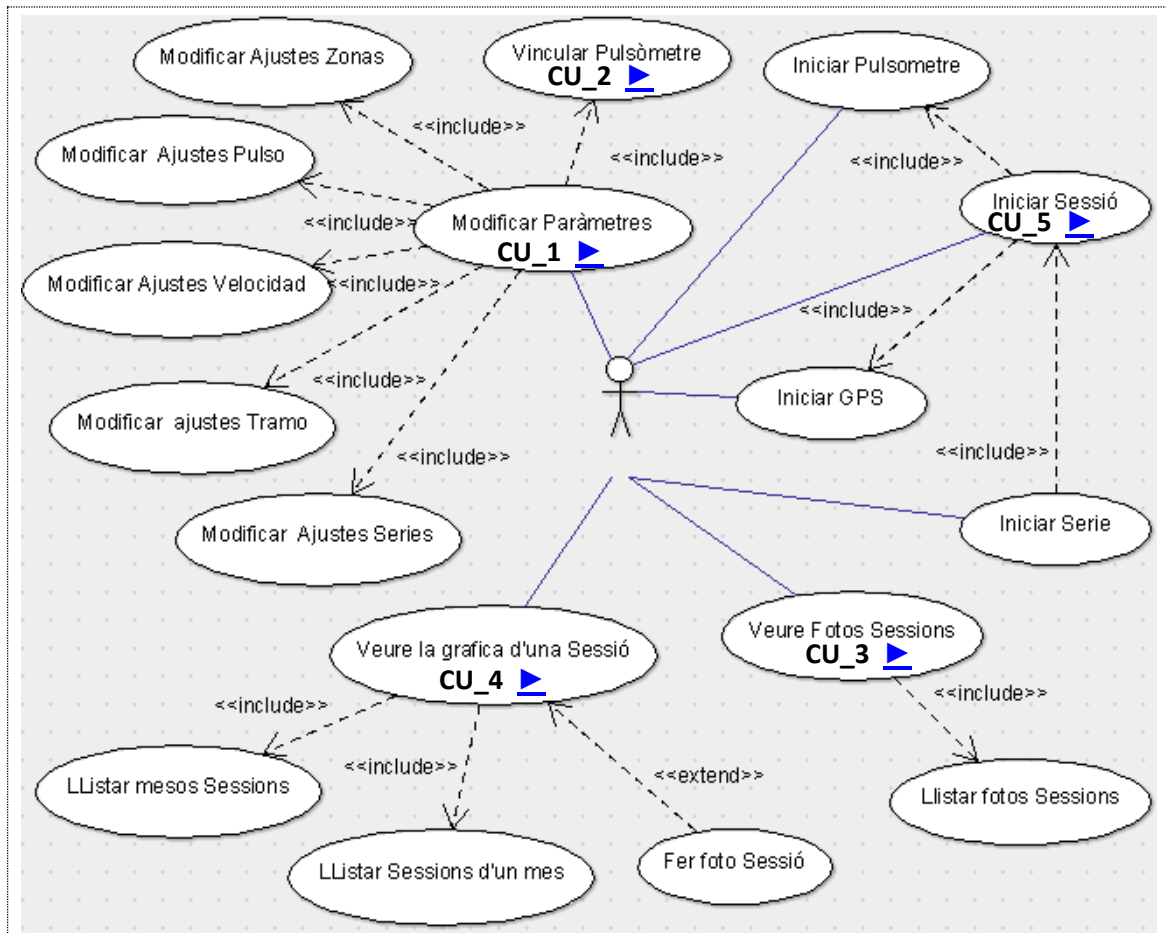 Modificar Ajustes Zonas
Vincular Pulsòmetre
CU_2 ►
Iniciar Pulsometre
<<include>>
<<include>>
<<include>>
Modificar Ajustes Pulso
Modificar Paràmetres
CU_1 ►
Iniciar Sessió
CU_5 ►
<<include>>
Modificar Ajustes Velocidad
<<include>>
<<include>>
<<include>>
Iniciar GPS
Modificar ajustes Tramo
<<include>>
<<include>>
Modificar Ajustes Series
Iniciar Serie
Veure la grafica d'una Sessió
CU_4 ►
Veure Fotos Sessions
CU_3 ►
<<include>>
<<include>>
<<include>>
<<extend>>
LListar mesos Sessions
Llistar fotos Sessions
LListar Sessions d'un mes
Fer foto Sessió